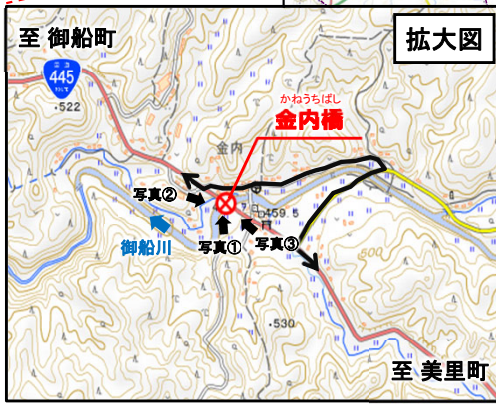 至 御船町
拡大図
国道
445
・522
かねうちばし
金内橋
金内
写真②
459.5
御船川
写真①
写真③
500
・530
至 美里町